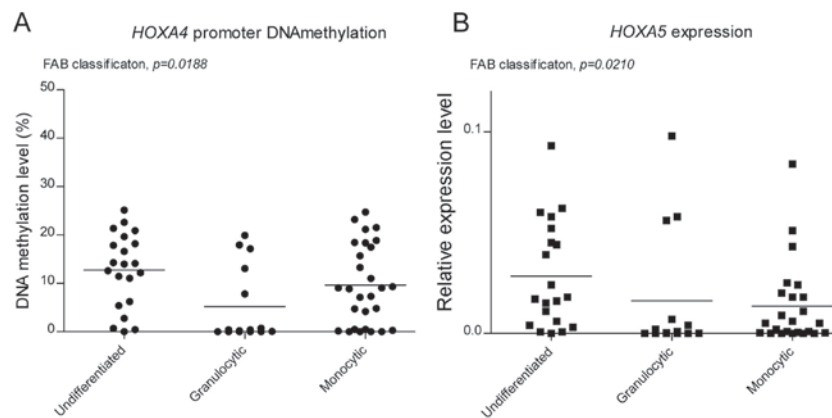 A
HOXA4 promoter DNAmethylation
FAB classificaton, p=0.0188
DNA methylation level (%)
50
40
30
20
10
0
Undifferentiated
Granulocytic
Monocytic
B
HOXA5 expression
FAB classificaton, p=0.0210
Relative expression level
0.1
0.0
Undifferentiated
Granulocytic
Monocytic